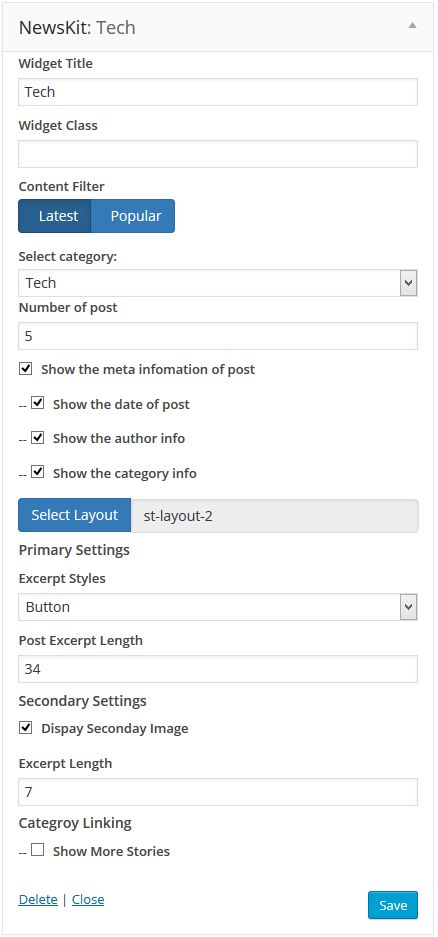 NewsKit: Tech
Widget Title
Tech
Widget Class
Content Filter
Latest Popular
Select category:
Tech
Number of post
5
Show the meta infomation of post
-- Show the date of post
-- Show the author info
-- Show the category info
Select Layout st-layout-2
Primary Settings
Excerpt Styles
Button
Post Excerpt Length
34
Secondary Settings
Dispay Seconday Image
Excerpt Length
7
Categroy Linking
-- Show More Stories
Delete | Close Save